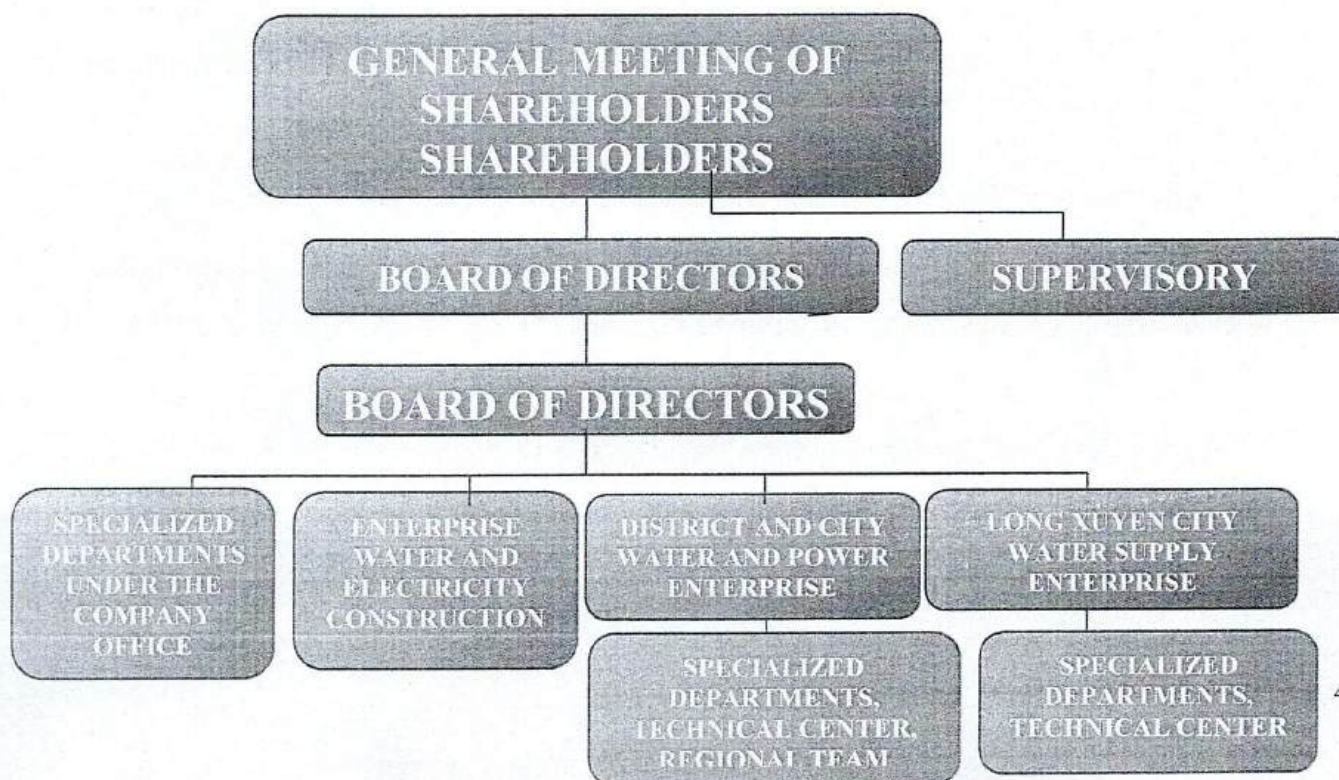 GENERAL MEETING OF
SHAREHOLDERS
SHAREHOLDERS
BOARD OF DIRECTORS
SUPERVISORY
BOARD OF DIRECTORS
SPECIALIZED
DEPARTMENTS
UNDER THE
COMPANY
OFFICE
ENTERPRISE
WATER AND
ELECTRICITY
CONSTRUCTION
DISTRICT AND CITY
WATER AND POWER
ENTERPRISE
LONG XUYEN CITY
WATER SUPPLY
ENTERPRISE
SPECIALIZED
DEPARTMENTS,
TECHNICAL CENTER,
REGIONAL TEAM
SPECIALIZED
DEPARTMENTS,
TECHNICAL CENTER
4